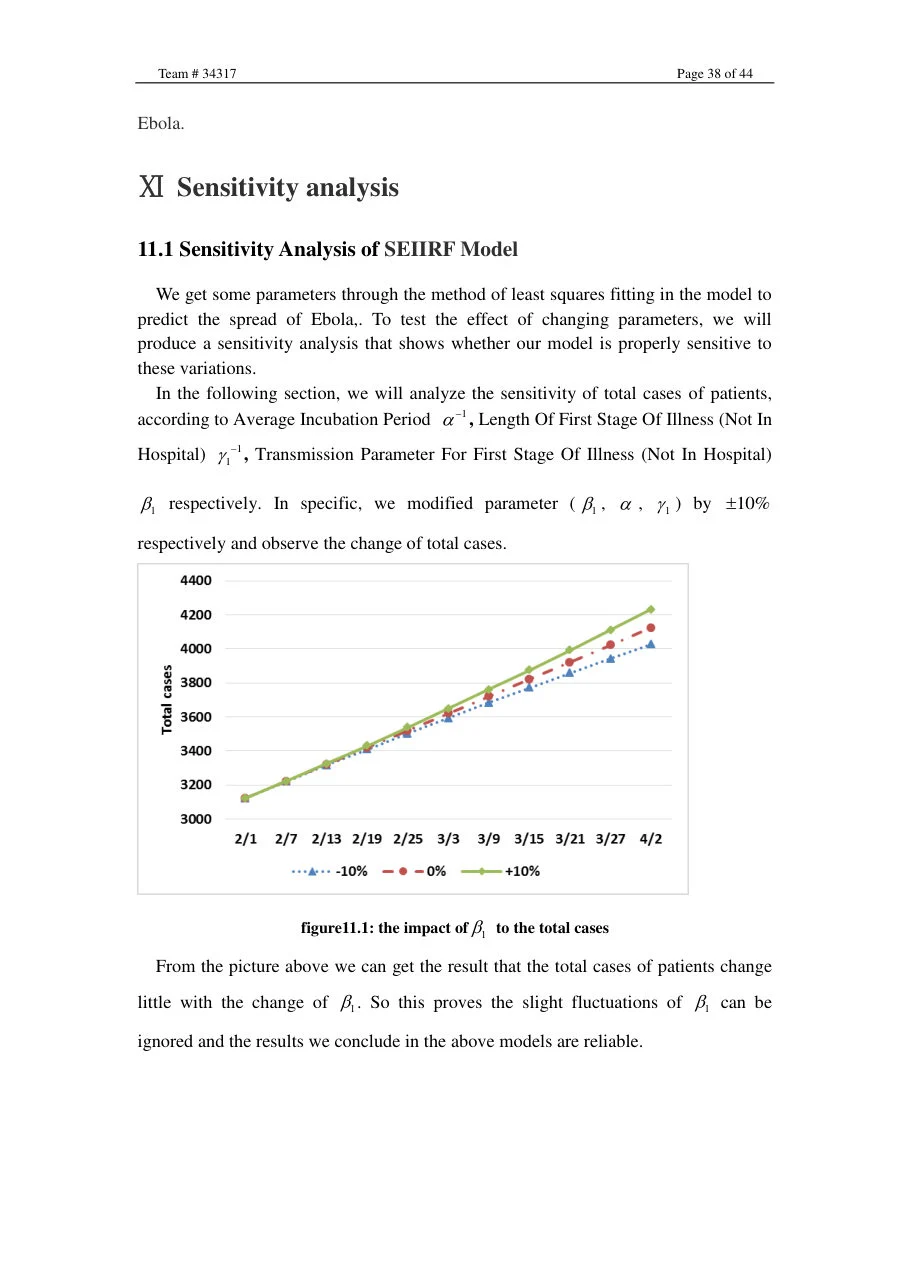 Team # 34317 Page 38 of 44
Ebola.
Ⅺ Sensitivity analysis
11.1 Sensitivity Analysis of SEIIRF Model
We get some parameters through the method of least squares fitting in the model to
predict the spread of Ebola,. To test the effect of changing parameters, we will
produce a sensitivity analysis that shows whether our model is properly sensitive to
these variations.
In the following section, we will analyze the sensitivity of total cases of patients,
according to Average Incubation Period α⁻¹, Length Of First Stage Of Illness (Not In
Hospital) γ₁⁻¹, Transmission Parameter For First Stage Of Illness (Not In Hospital)
β₁ respectively. In specific, we modified parameter ( β₁ , α , γ₁ ) by ±10%
respectively and observe the change of total cases.
4400
4200
4000
3800
3600
3400
3200
3000
Total cases
2/1 2/7 2/13 2/19 2/25 3/3 3/9 3/15 3/21 3/27 4/2
-10% 0% +10%
figure11.1: the impact of β₁ to the total cases
From the picture above we can get the result that the total cases of patients change
little with the change of β₁. So this proves the slight fluctuations of β₁ can be
ignored and the results we conclude in the above models are reliable.